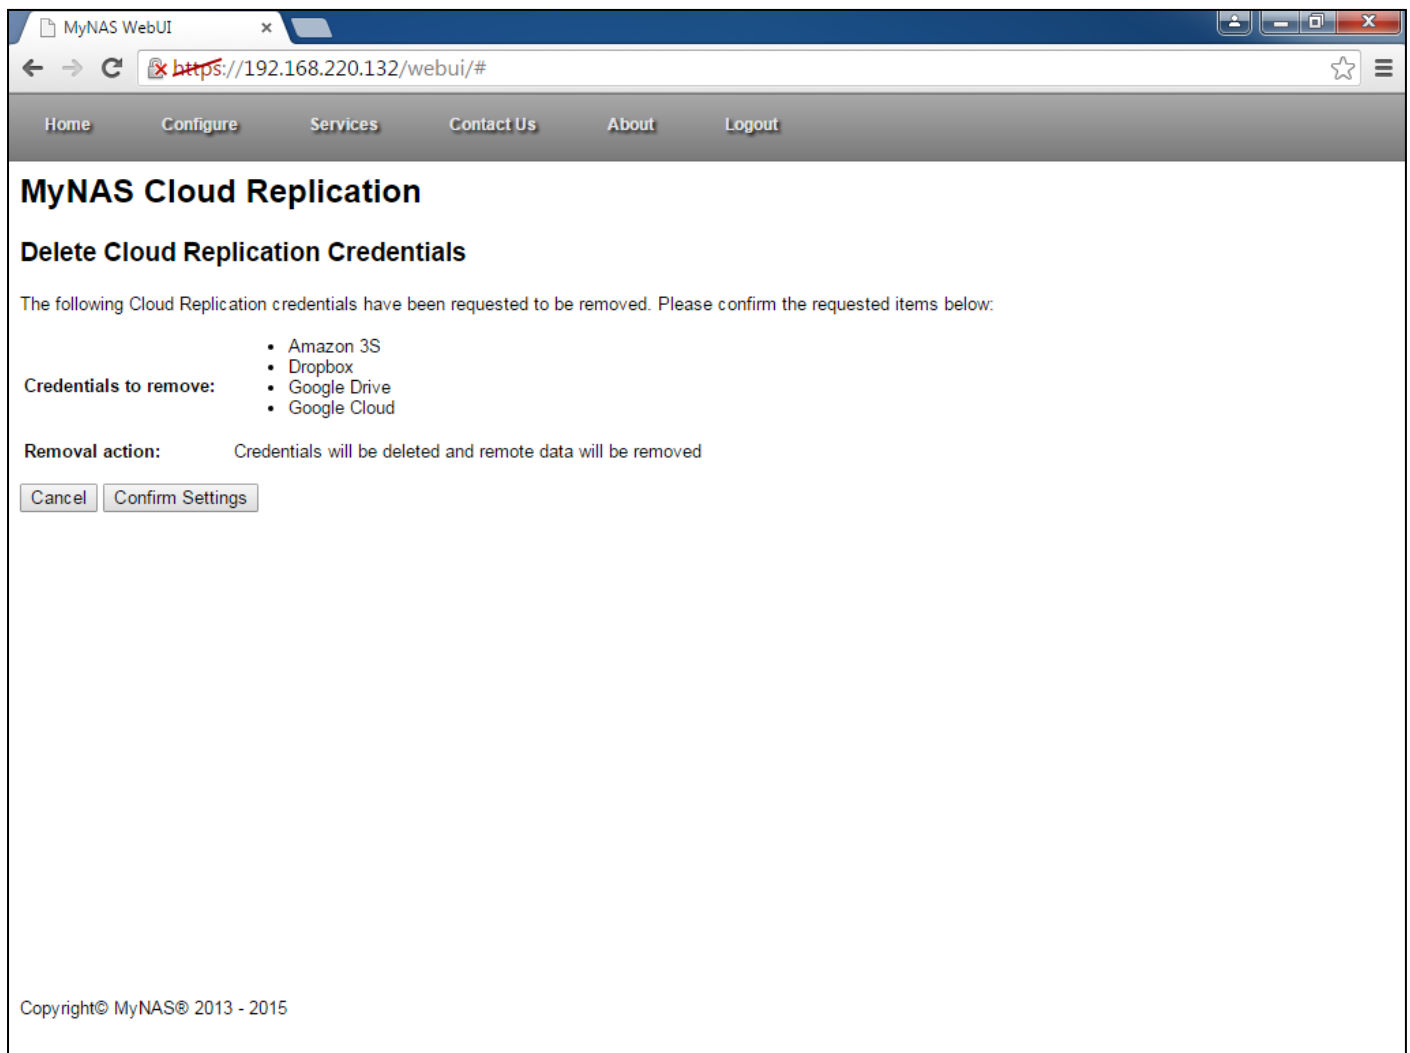 MyNAS WebUI
https://192.168.220.132/webui/#
Home Configure Services Contact Us About Logout
MyNAS Cloud Replication
Delete Cloud Replication Credentials
The following Cloud Replication credentials have been requested to be removed. Please confirm the requested items below:
Credentials to remove:
• Amazon 3S
• Dropbox
• Google Drive
• Google Cloud
Removal action: Credentials will be deleted and remote data will be removed
Cancel Confirm Settings
Copyright© MyNAS® 2013 - 2015